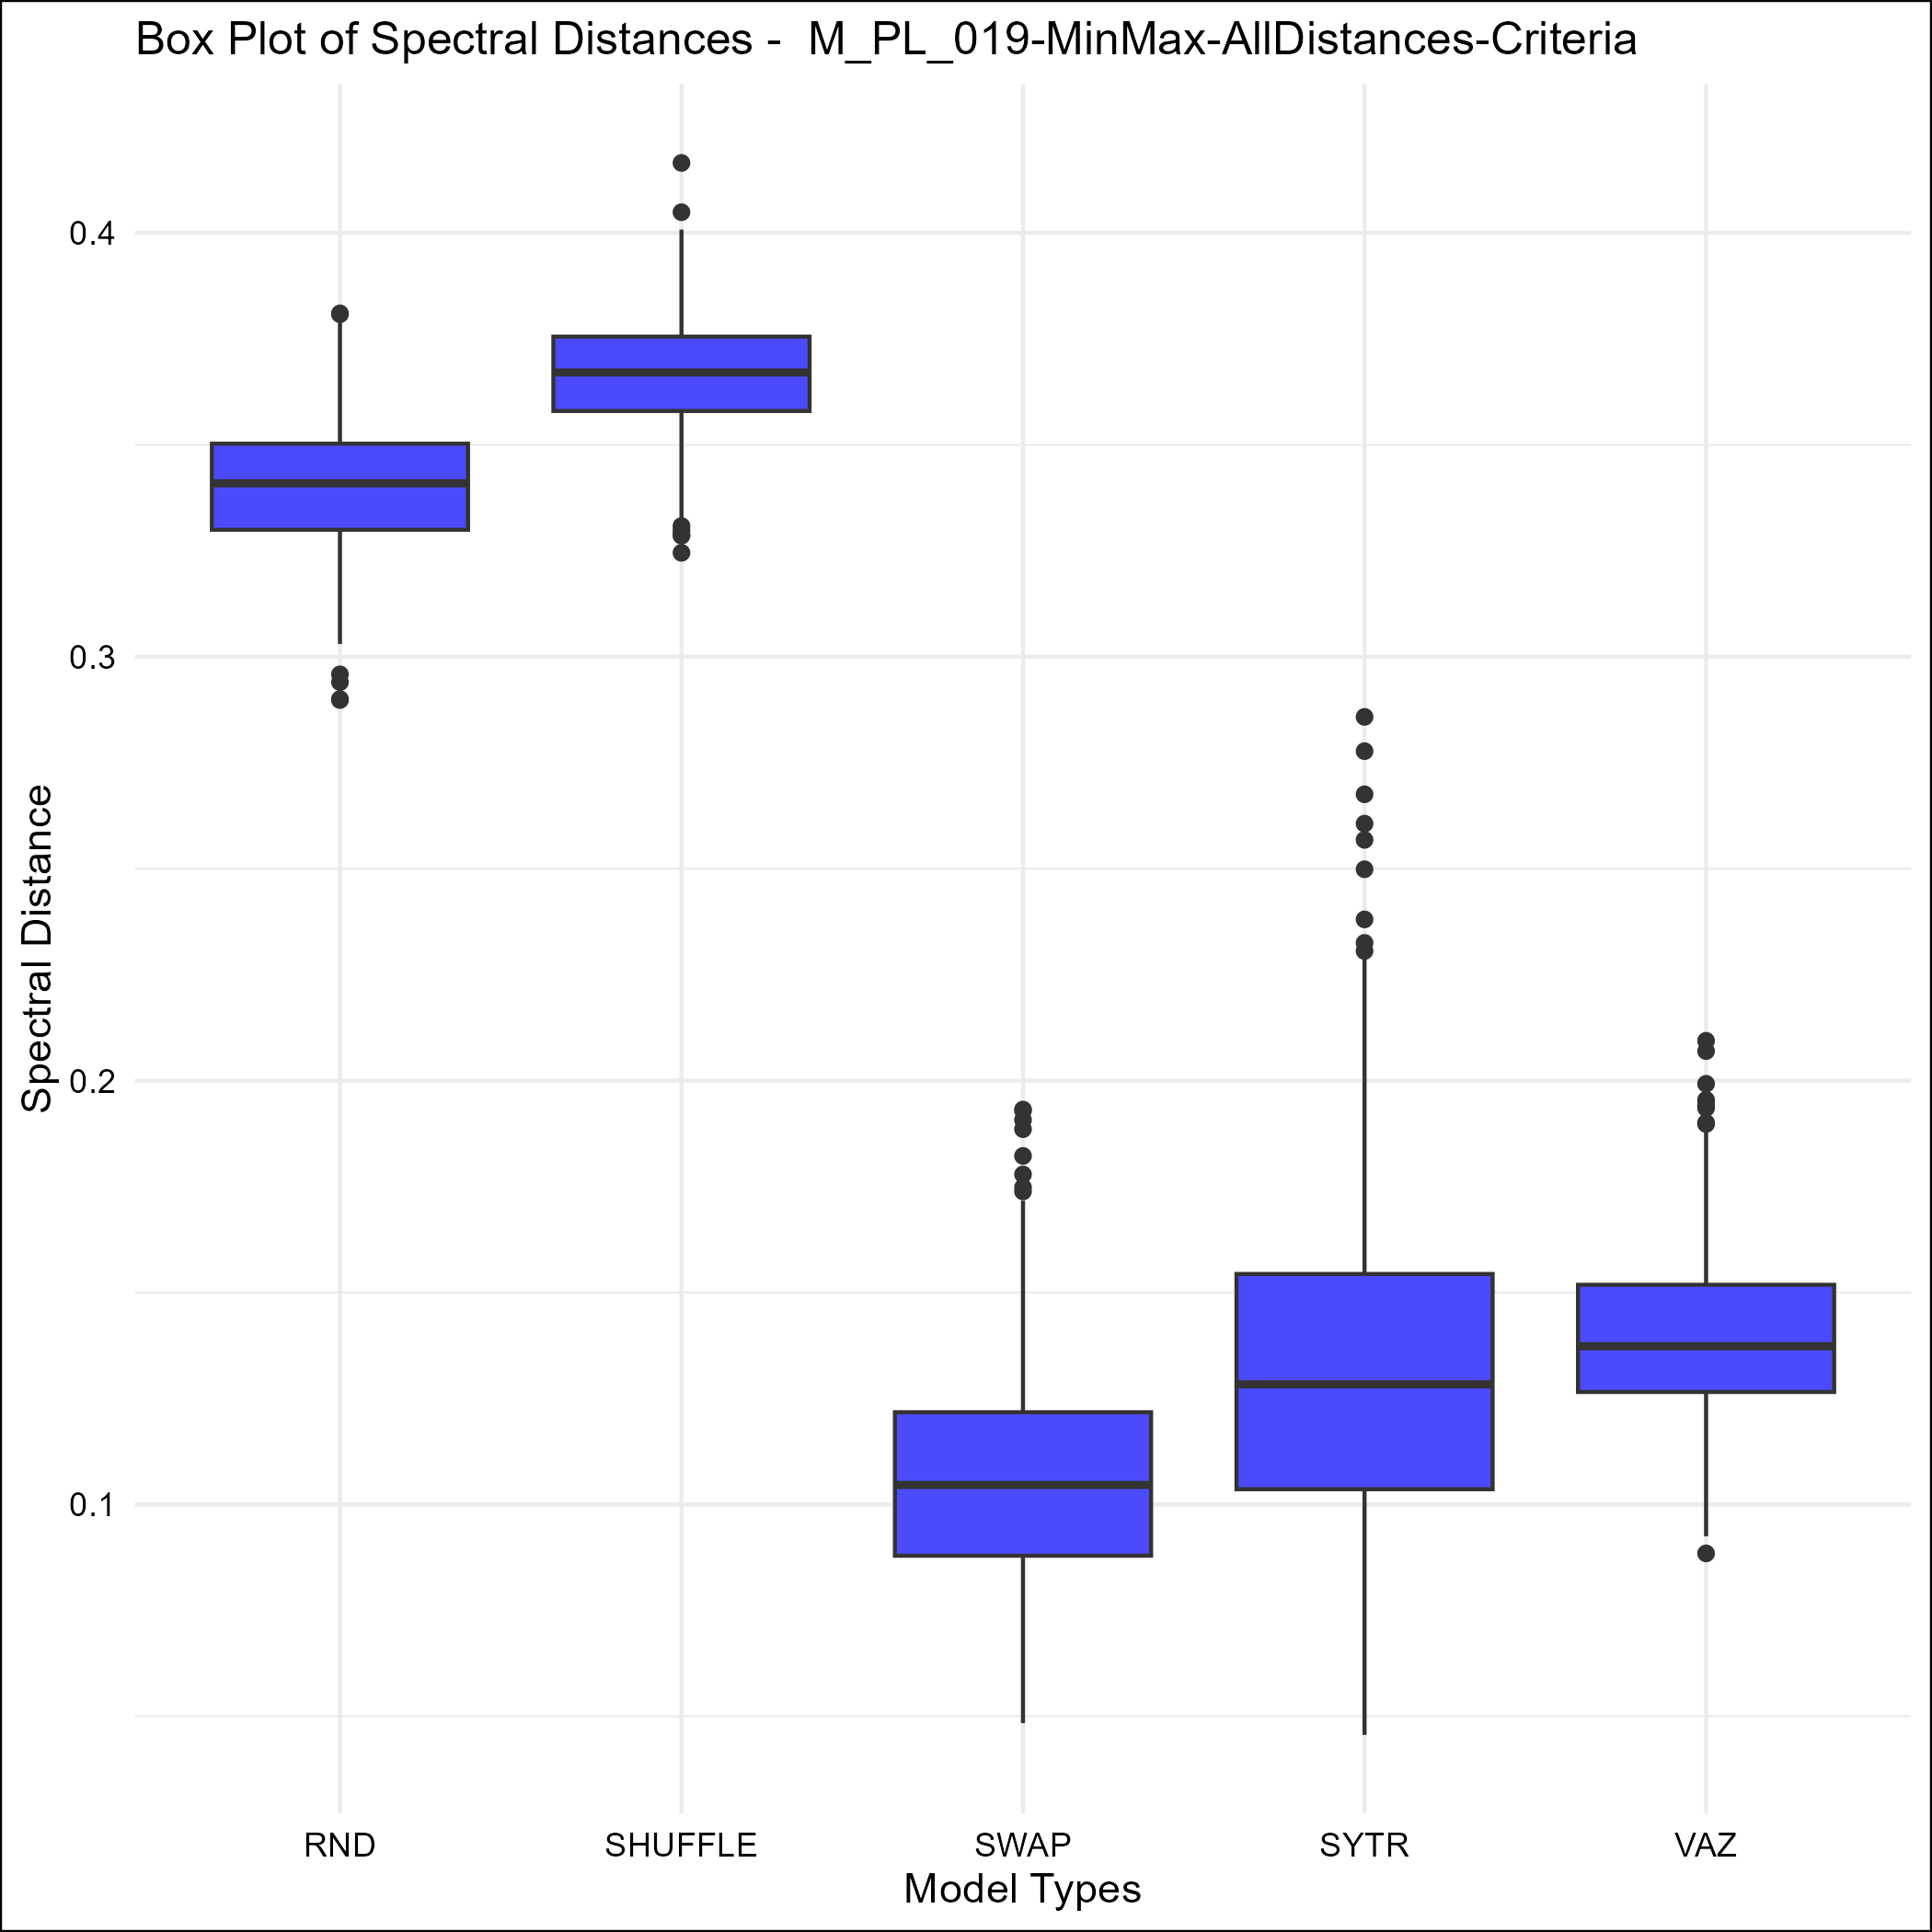 Box Plot of Spectral Distances -  M_PL_019-MinMax-AllDistances-Criteria
Spectral Distance
0.4
0.3
0.2
0.1
RND
SHUFFLE
SWAP
SYTR
VAZ
Model Types